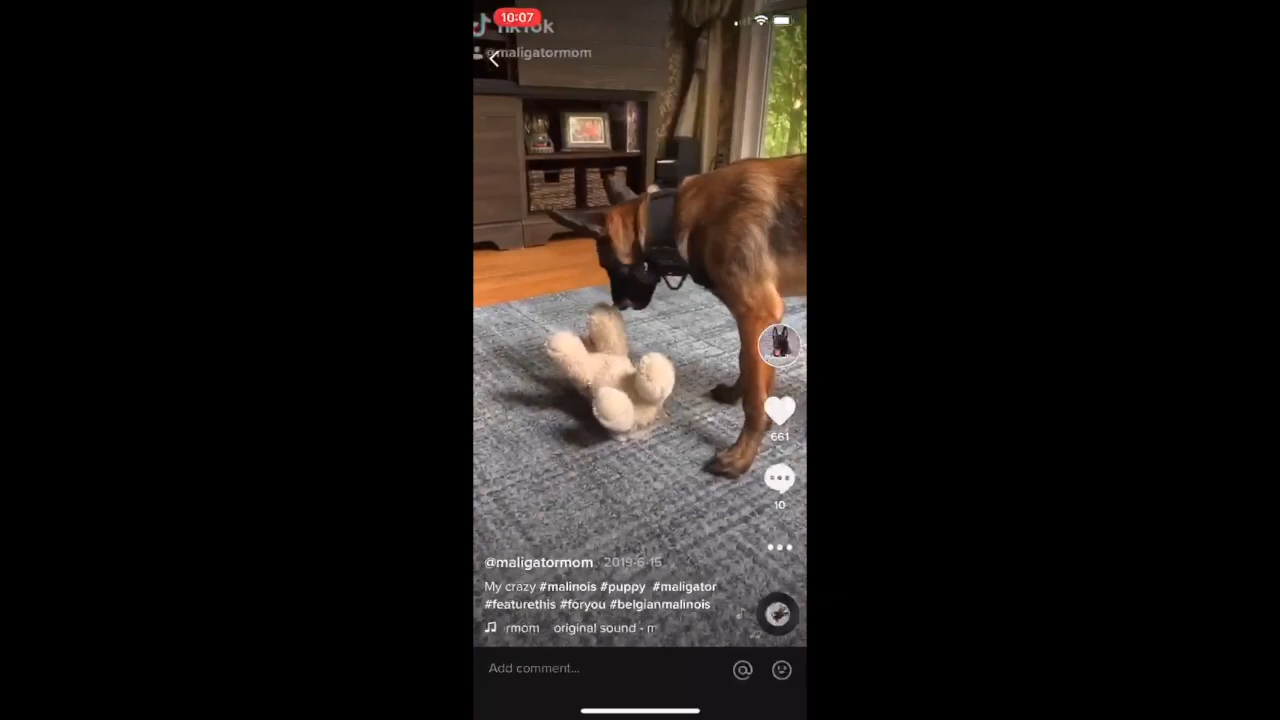 10:07
TikTok
@maligatormom
661
10
@maligatormom 2019-6-15
My crazy #malinois #puppy #maligator
#featurethis #foryou #belgianmalinois
rmom original sound - m
Add comment...